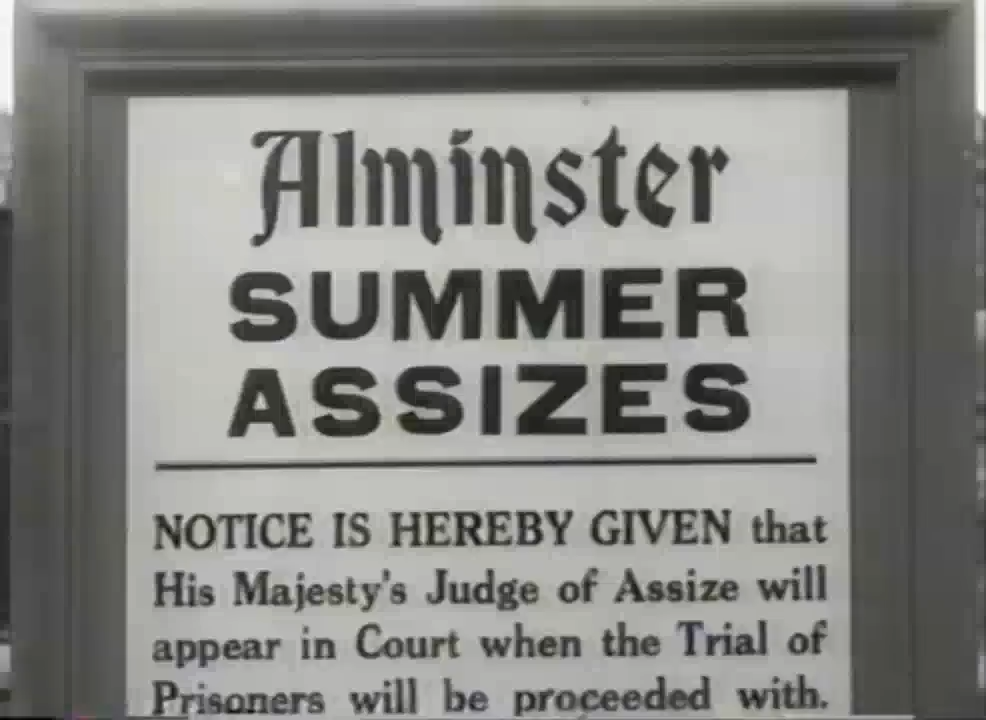 Alminster
SUMMER
ASSIZES
NOTICE IS HEREBY GIVEN that
His Majesty's Judge of Assize will
appear in Court when the Trial of
Prisoners will be proceeded with.